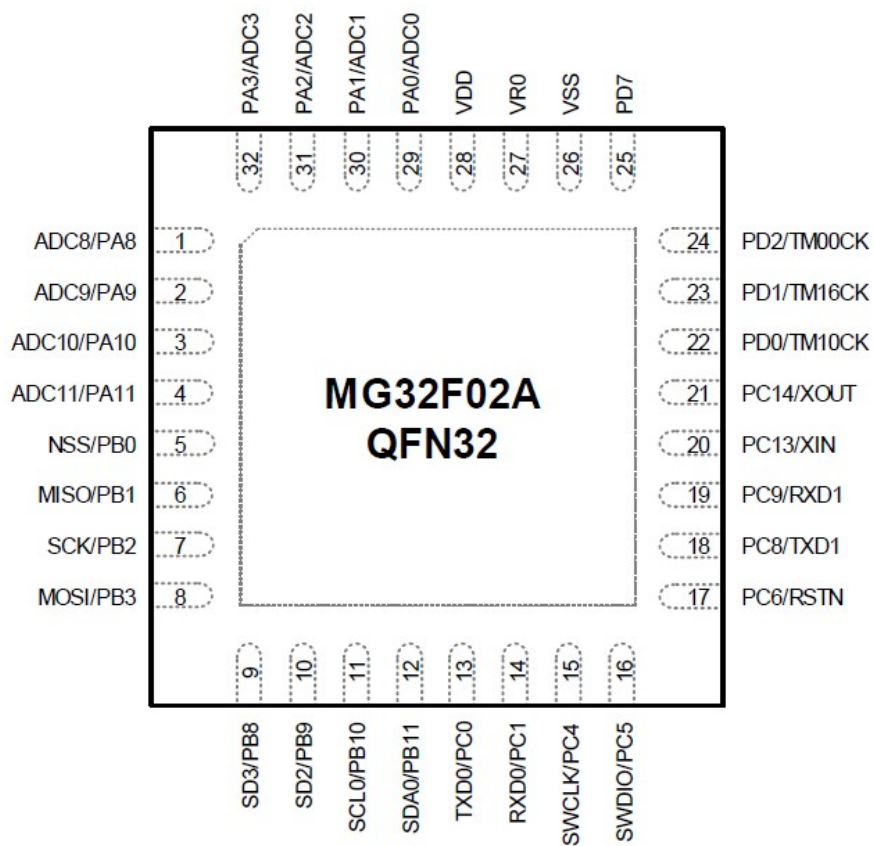 PA3/ADC3
PA2/ADC2
PA1/ADC1
PA0/ADC0
VDD
VR0
VSS
PD7
32
31
30
29
28
27
26
25
ADC8/PA8 1
ADC9/PA9 2
ADC10/PA10 3
ADC11/PA11 4
NSS/PB0 5
MISO/PB1 6
SCK/PB2 7
MOSI/PB3 8
MG32F02A
QFN32
24 PD2/TM00CK
23 PD1/TM16CK
22 PD0/TM10CK
21 PC14/XOUT
20 PC13/XIN
19 PC9/RXD1
18 PC8/TXD1
17 PC6/RSTN
9
10
11
12
13
14
15
16
SD3/PB8
SD2/PB9
SCL0/PB10
SDA0/PB11
TXD0/PC0
RXD0/PC1
SWCLK/PC4
SWDIO/PC5